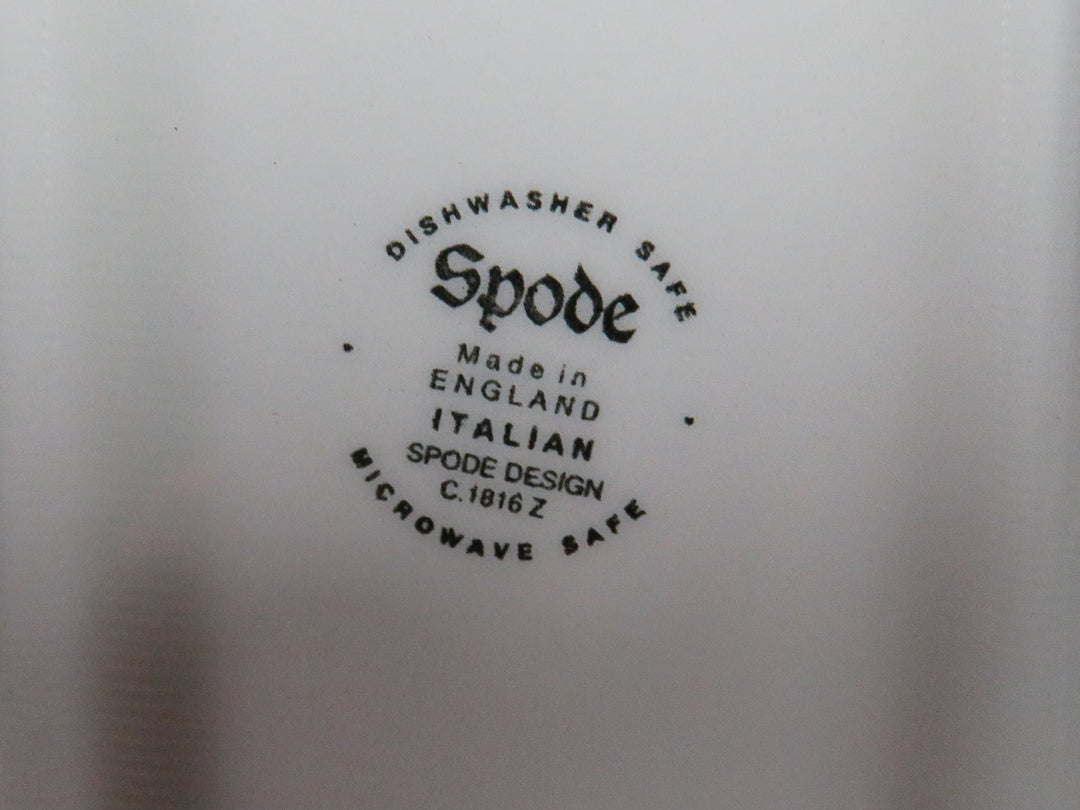 DISHWASHER SAFE
Spode
Made in
ENGLAND
ITALIAN
SPODE DESIGN
C.1816 Z
MICROWAVE SAFE